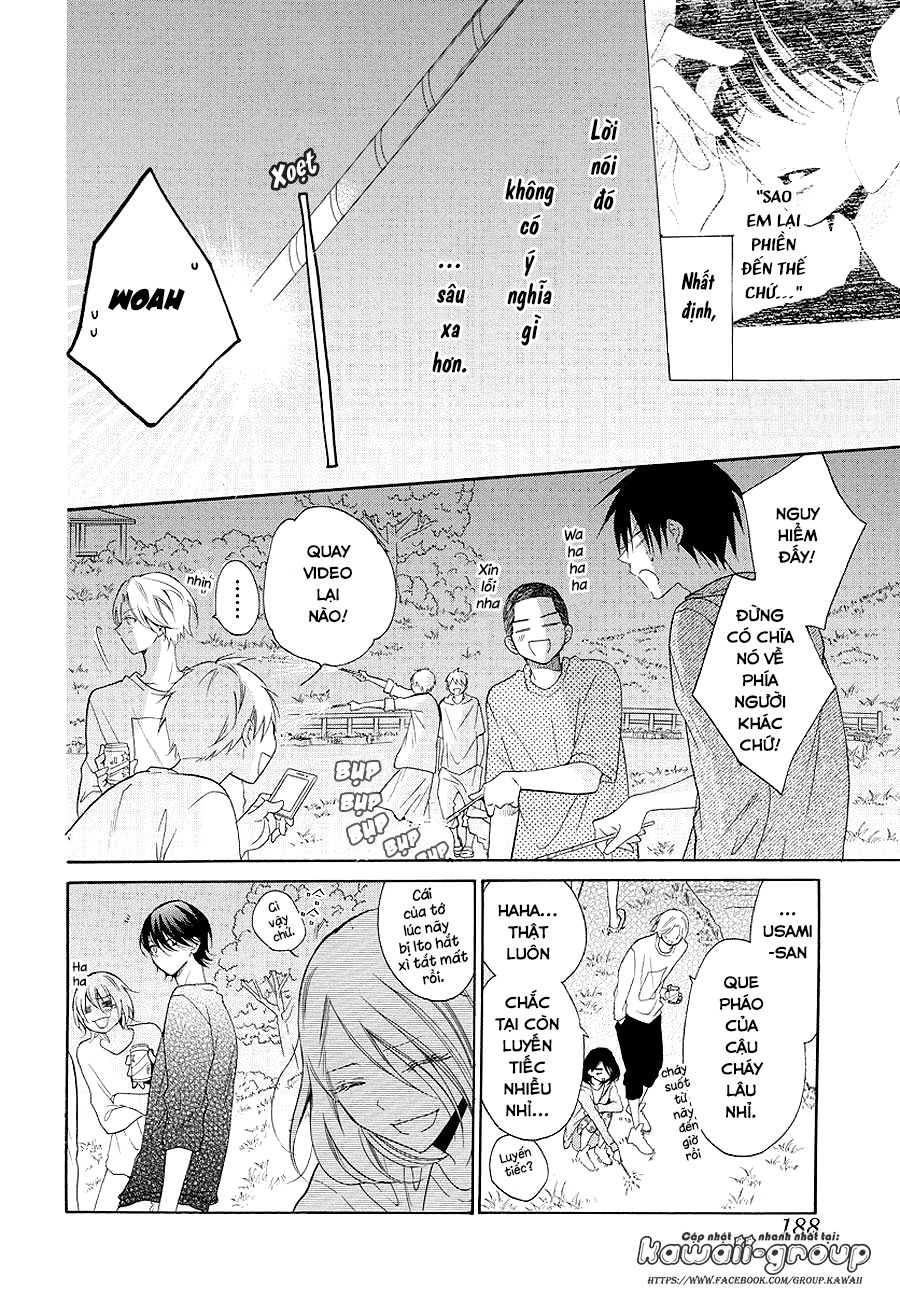 "SAO
EM LẠI
PHIỀN
ĐẾN THẾ
CHỨ..."
Nhất
định,
Lời
nói
đó
không
có
ý
nghĩa
gì
...
sâu
xa
hơn.
Xoẹt
WOAH
NGUY
HIỂM
ĐẤY!
ĐỪNG
CÓ CHĨA
NÓ VỀ
PHÍA
NGƯỜI
KHÁC
CHỨ!
Wa
ha
ha
ha
Xin
lỗi
nha
QUAY
VIDEO
LẠI
NÀO!
......
nhìn
BỤP
BỤP
BỤP
BỤP
BỤP
...
USAMI
-SAN
QUE
PHÁO
CỦA
CẬU
CHÁY
LÂU
NHỈ.
cháy
suốt
từ
nãy
đến
giờ
rồi
HAHA...
THẬT
LUÔN
CHẮC
TẠI CÒN
LUYẾN
TIẾC
NHIỀU
NHỈ...
Luyến
tiếc?
Cái
của tớ
lúc nãy
bị Ito hắt
xì tắt mất
rồi.
Gì
vậy
chứ.
Ha
ha
188
Cập nhật nhanh nhất tại:
kawaii-group
HTTPS://WWW.FACEBOOK.COM/GROUP.KAWAII